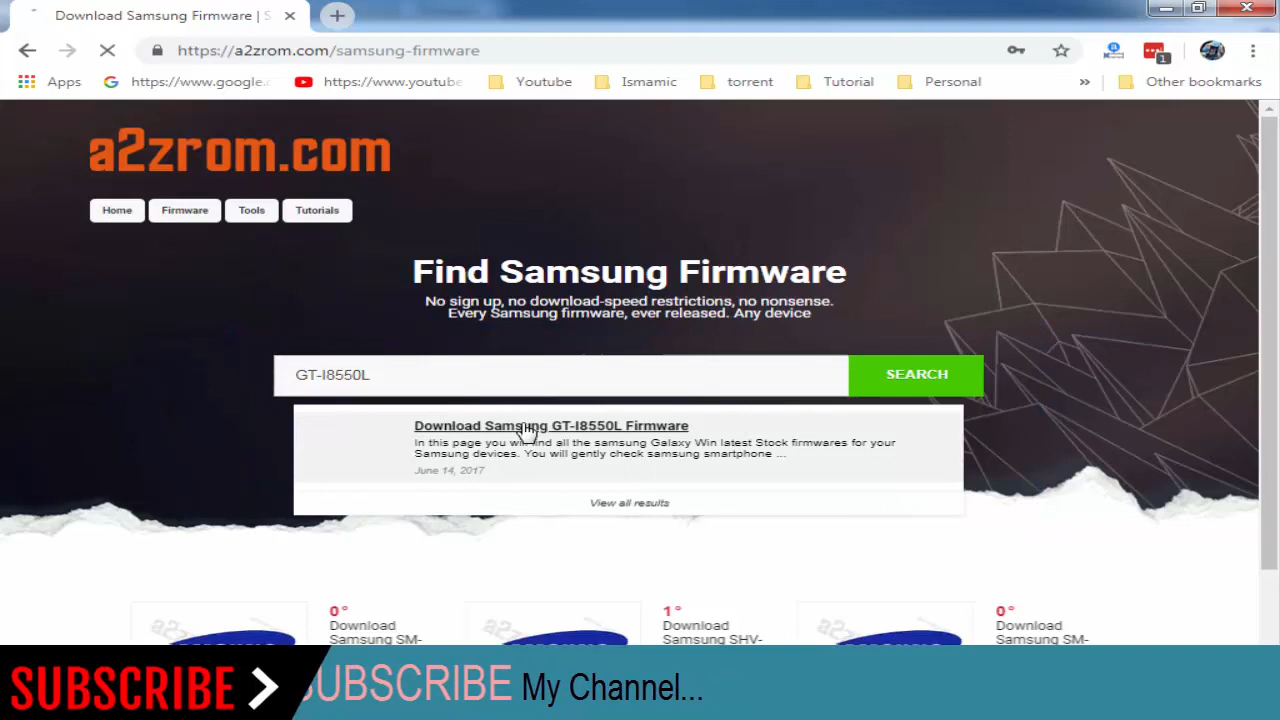 Download Samsung Firmware | S
https://a2zrom.com/samsung-firmware
1
Apps https://www.google.c https://www.youtube Youtube Ismamic torrent Tutorial Personal » Other bookmarks
a2zrom.com
Home Firmware Tools Tutorials
Find Samsung Firmware
No sign up, no download-speed restrictions, no nonsense.
Every Samsung firmware, ever released. Any device
GT-I8550L SEARCH
Download Samsung GT-I8550L Firmware
In this page you will find all the samsung Galaxy Win latest Stock firmwares for your
Samsung devices. You will gently check samsung smartphone ...
June 14, 2017
View all results
0° 1° 0°
Download Download Download
Samsung SM- Samsung SHV- Samsung SM-
SUBSCRIBE SUBSCRIBE My Channel...